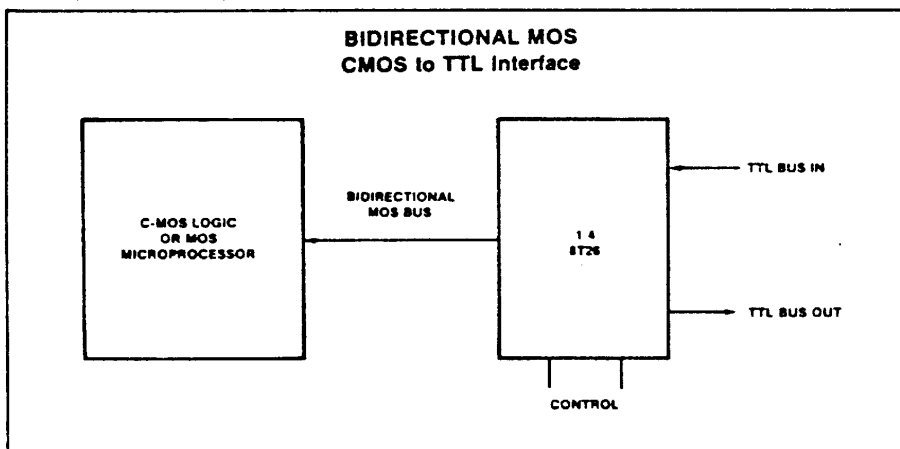 BIDIRECTIONAL MOS
CMOS to TTL Interface
C-MOS LOGIC
OR MOS
MICROPROCESSOR
BIDIRECTIONAL
MOS BUS
1 4
8T26
TTL BUS IN
TTL BUS OUT
CONTROL